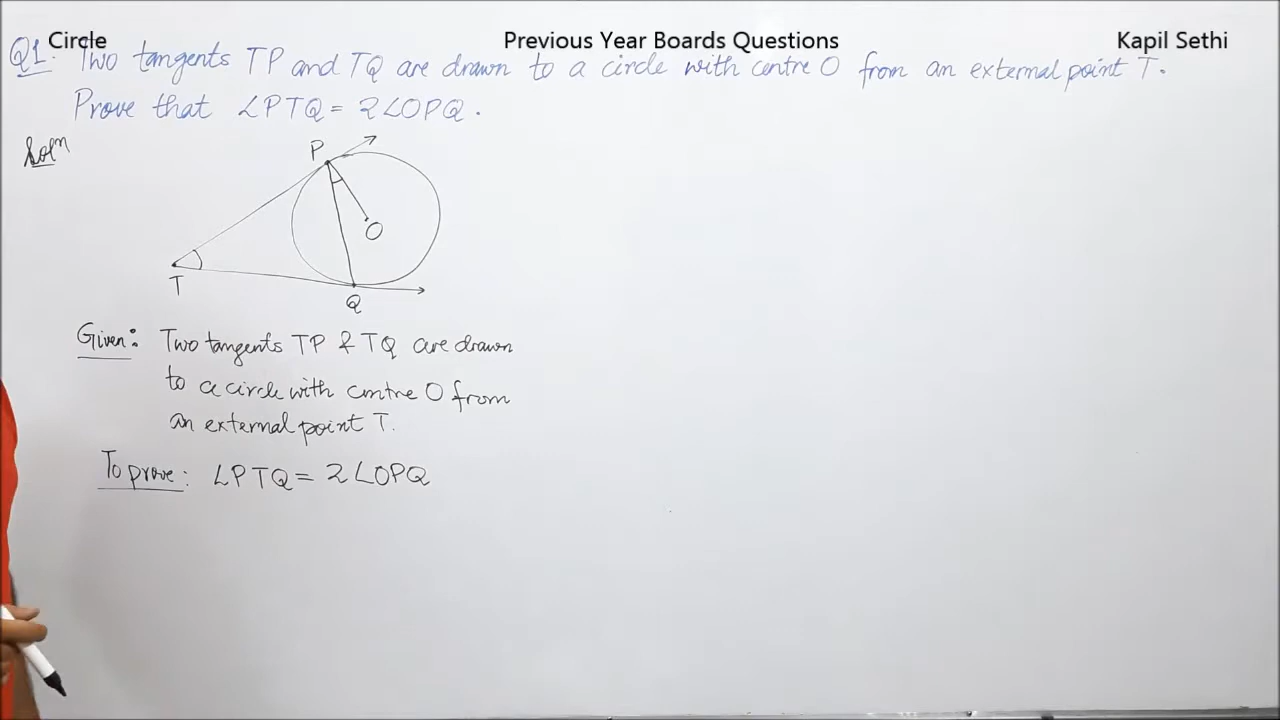 Circle
Previous Year Boards Questions
Kapil Sethi
Q1. Two tangents TP and TQ are drawn to a circle with centre O from an external point T.
Prove that ∠PTQ = 2∠OPQ.
Soln
P
O
T
Q
Given: Two tangents TP & TQ are drawn
to a circle with centre O from
an external point T.
To prove: ∠PTQ = 2∠OPQ